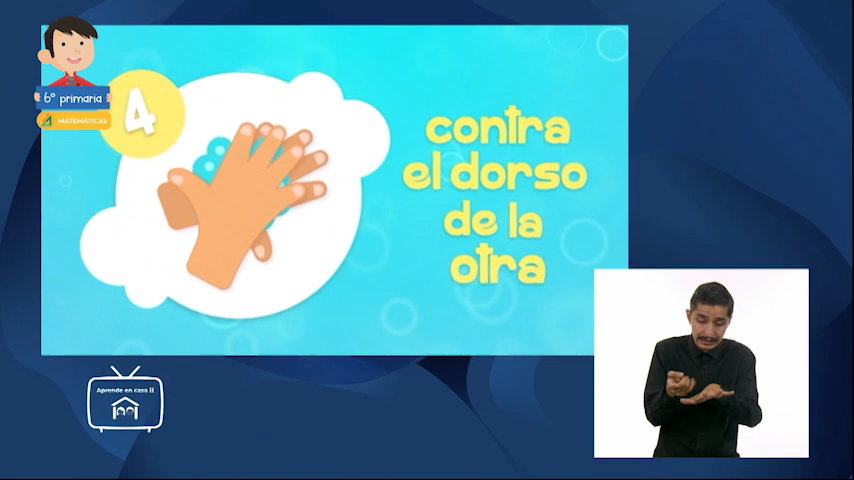 6° primaria
MATEMÁTICAS
4
contra
el dorso
de la
otra
Aprende en casa II